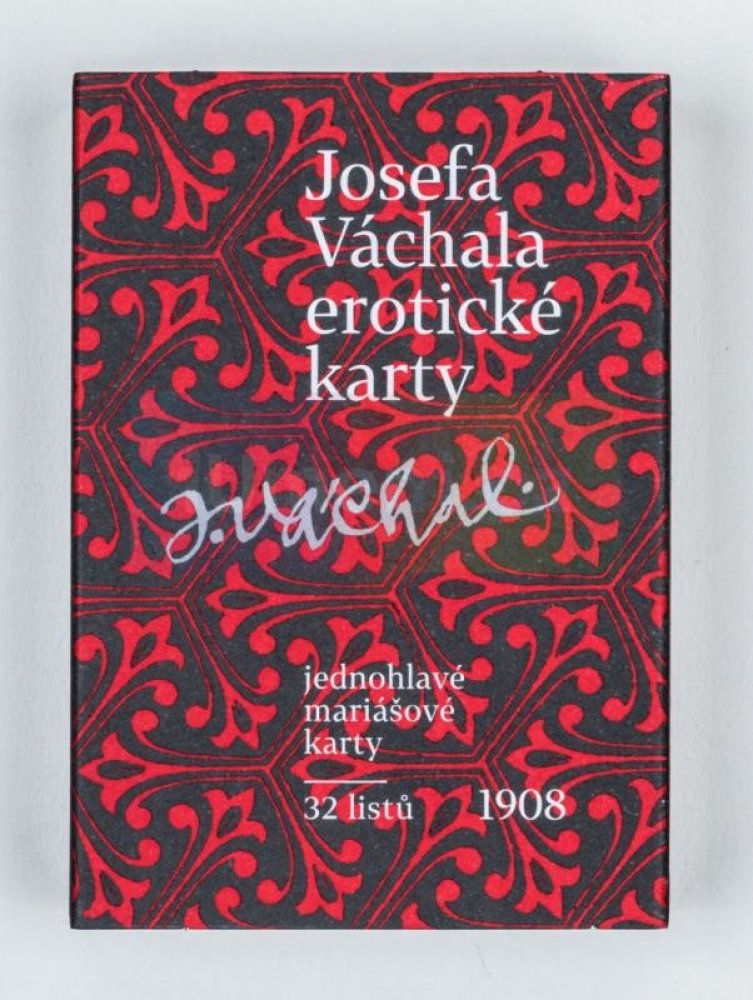 Josefa
Váchala
erotické
karty
J.Váchal.
jednohlavé
mariášové
karty
32 listů 1908